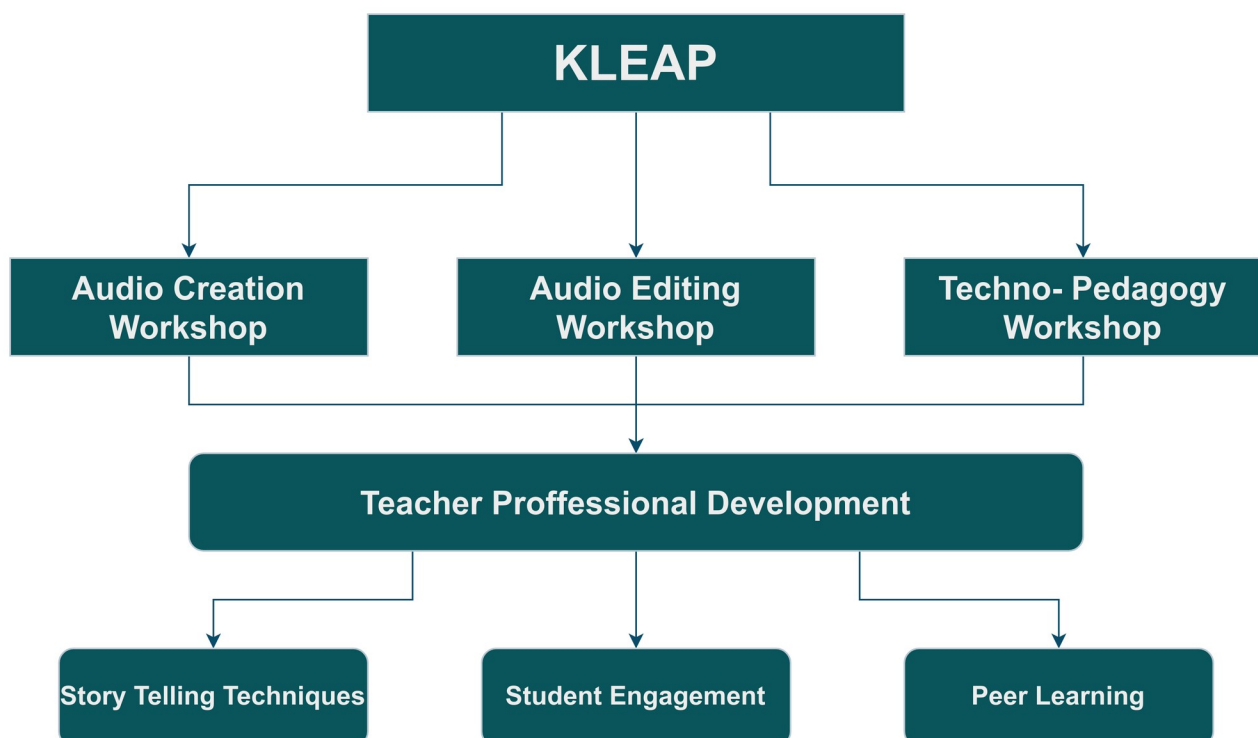 KLEAP
Audio Creation
Workshop
Audio Editing
Workshop
Techno- Pedagogy
Workshop
Teacher Proffessional Development
Story Telling Techniques
Student Engagement
Peer Learning